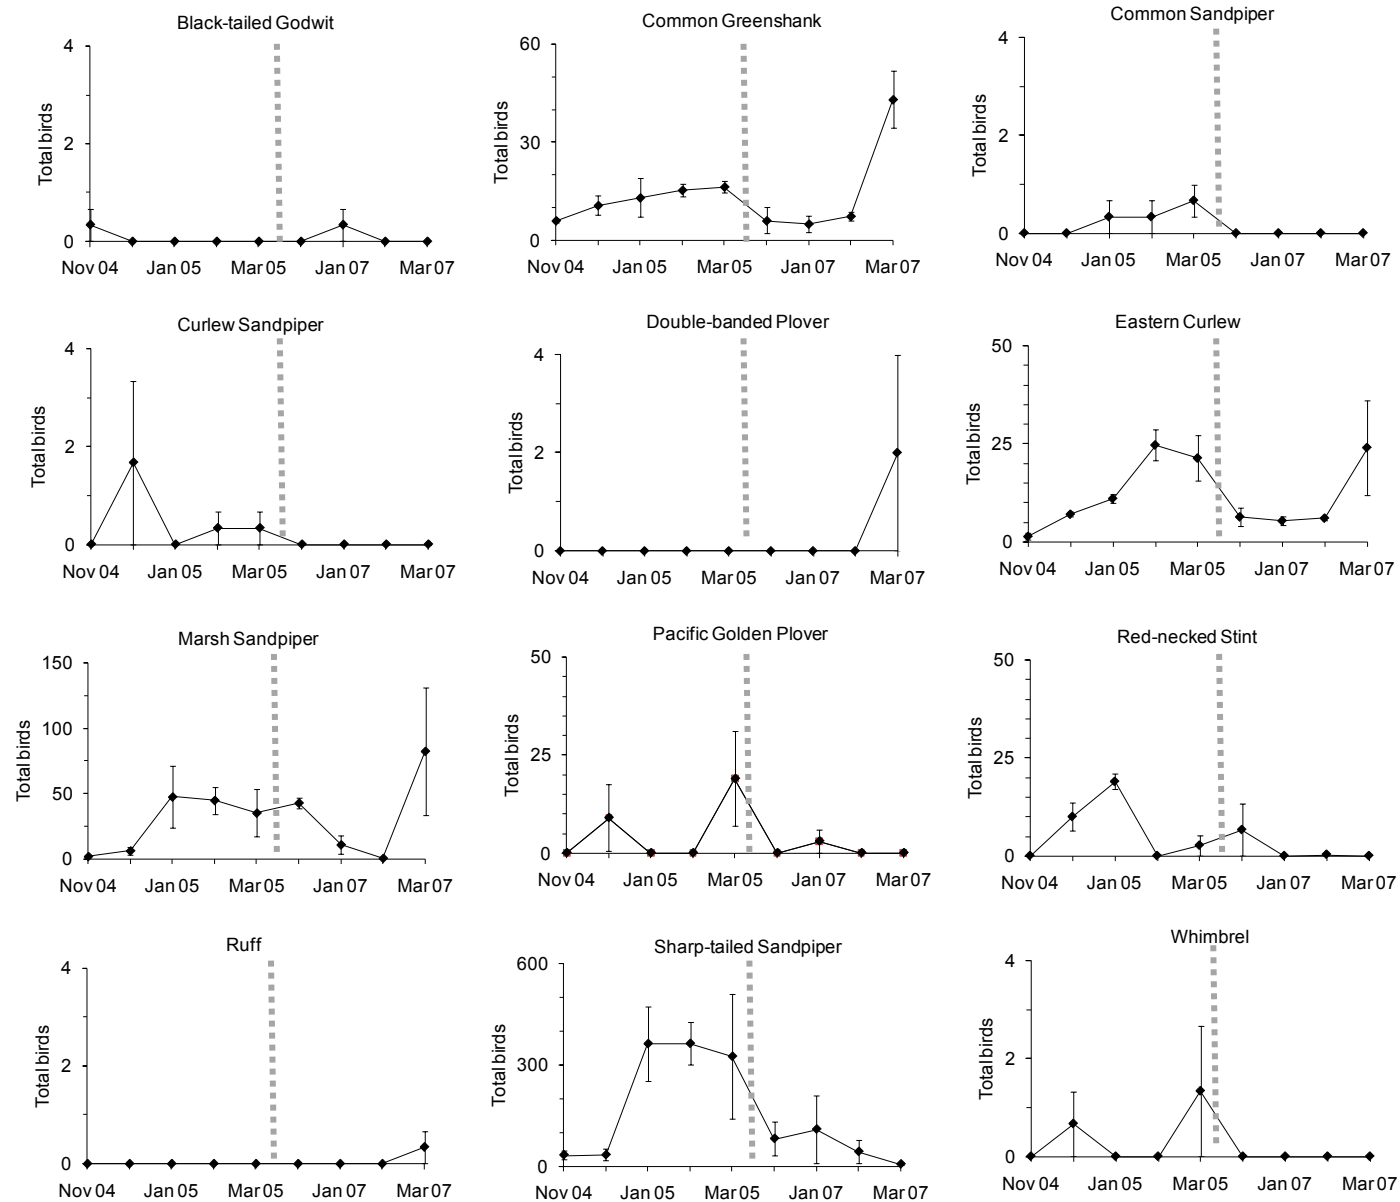 Black-tailed Godwit
4
2
0
Total birds
Nov 04 Jan 05 Mar 05 Jan 07 Mar 07
Common Greenshank
60
30
0
Total birds
Nov 04 Jan 05 Mar 05 Jan 07 Mar 07
Common Sandpiper
4
2
0
Total birds
Nov 04 Jan 05 Mar 05 Jan 07 Mar 07
Curlew Sandpiper
4
2
0
Total birds
Nov 04 Jan 05 Mar 05 Jan 07 Mar 07
Double-banded Plover
4
2
0
Total birds
Nov 04 Jan 05 Mar 05 Jan 07 Mar 07
Eastern Curlew
50
25
0
Total birds
Nov 04 Jan 05 Mar 05 Jan 07 Mar 07
Marsh Sandpiper
150
100
50
0
Total birds
Nov 04 Jan 05 Mar 05 Jan 07 Mar 07
Pacific Golden Plover
50
25
0
Total birds
Nov 04 Jan 05 Mar 05 Jan 07 Mar 07
Red-necked Stint
50
25
0
Total birds
Nov 04 Jan 05 Mar 05 Jan 07 Mar 07
Ruff
4
2
0
Total birds
Nov 04 Jan 05 Mar 05 Jan 07 Mar 07
Sharp-tailed Sandpiper
600
300
0
Total birds
Nov 04 Jan 05 Mar 05 Jan 07 Mar 07
Whimbrel
4
2
0
Total birds
Nov 04 Jan 05 Mar 05 Jan 07 Mar 07